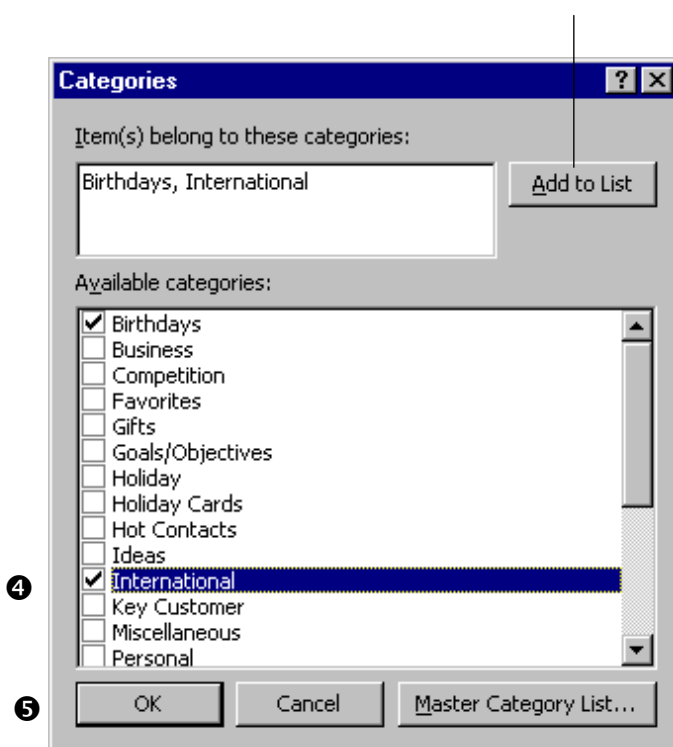 Categories
Item(s) belong to these categories:
Birthdays, International
Add to List
Available categories:
Birthdays
Business
Competition
Favorites
Gifts
Goals/Objectives
Holiday
Holiday Cards
Hot Contacts
Ideas
❹ International
Key Customer
Miscellaneous
Personal
❺ OK Cancel Master Category List...